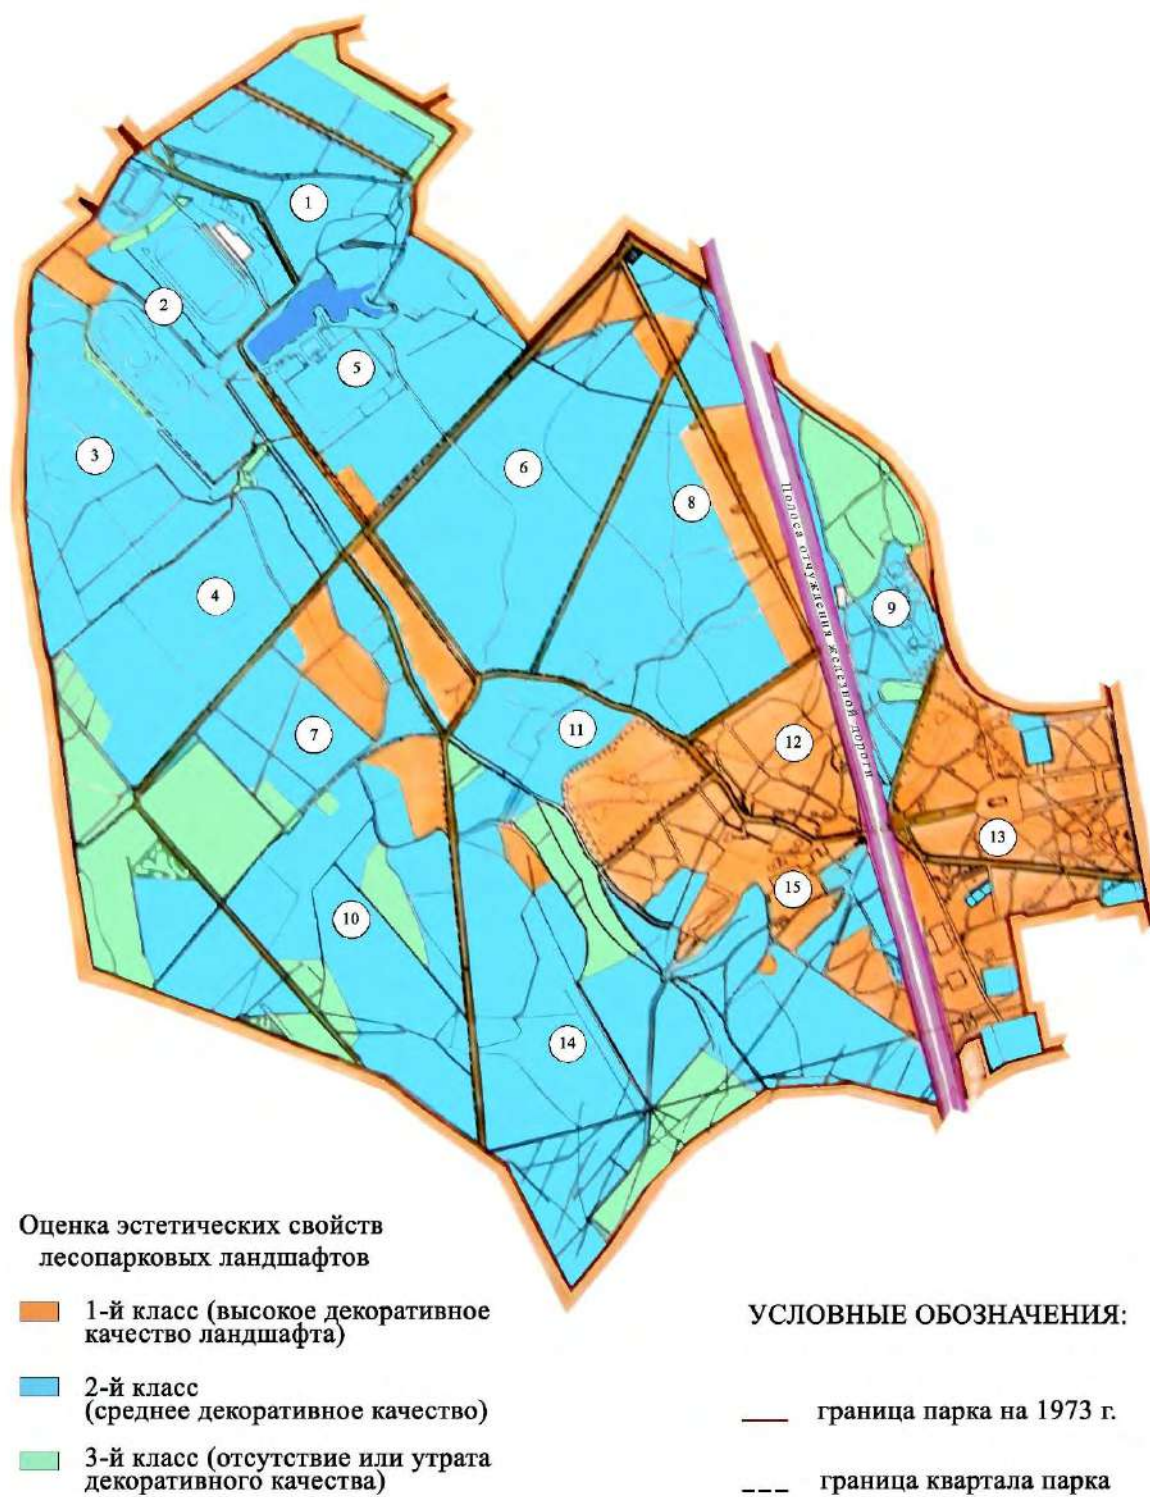 1
2
3
4
5
6
7
8
9
10
11
12
13
14
15
Полоса отчуждения железной дороги
Оценка эстетических свойств
лесопарковых ландшафтов
1-й класс (высокое декоративное
качество ландшафта)
2-й класс
(среднее декоративное качество)
3-й класс (отсутствие или утрата
декоративного качества)
УСЛОВНЫЕ ОБОЗНАЧЕНИЯ:
граница парка на 1973 г.
граница квартала парка